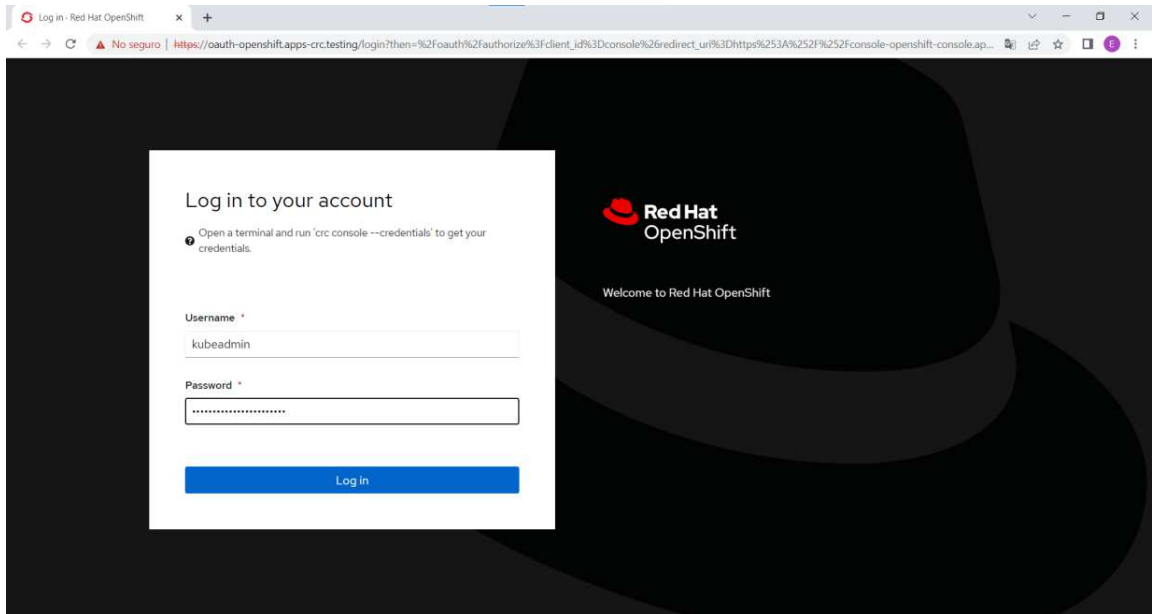 Log in · Red Hat OpenShift
No seguro | https://oauth-openshift.apps-crc.testing/login?then=%2Foauth%2Fauthorize%3Fclient_id%3Dconsole%26redirect_uri%3Dhttps%253A%252F%252Fconsole-openshift-console.ap...
E
Log in to your account
Open a terminal and run 'crc console --credentials' to get your
credentials.
Username *
kubeadmin
Password *
Log in
Red Hat
OpenShift
Welcome to Red Hat OpenShift